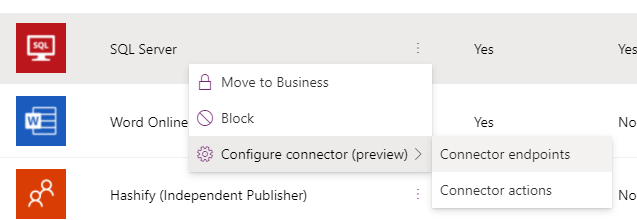 SQL
SQL Server
Yes
Yes
Move to Business
Block
W
Word Online
Yes
No
Configure connector (preview)
Connector endpoints
Connector actions
Hashify (Independent Publisher)
No